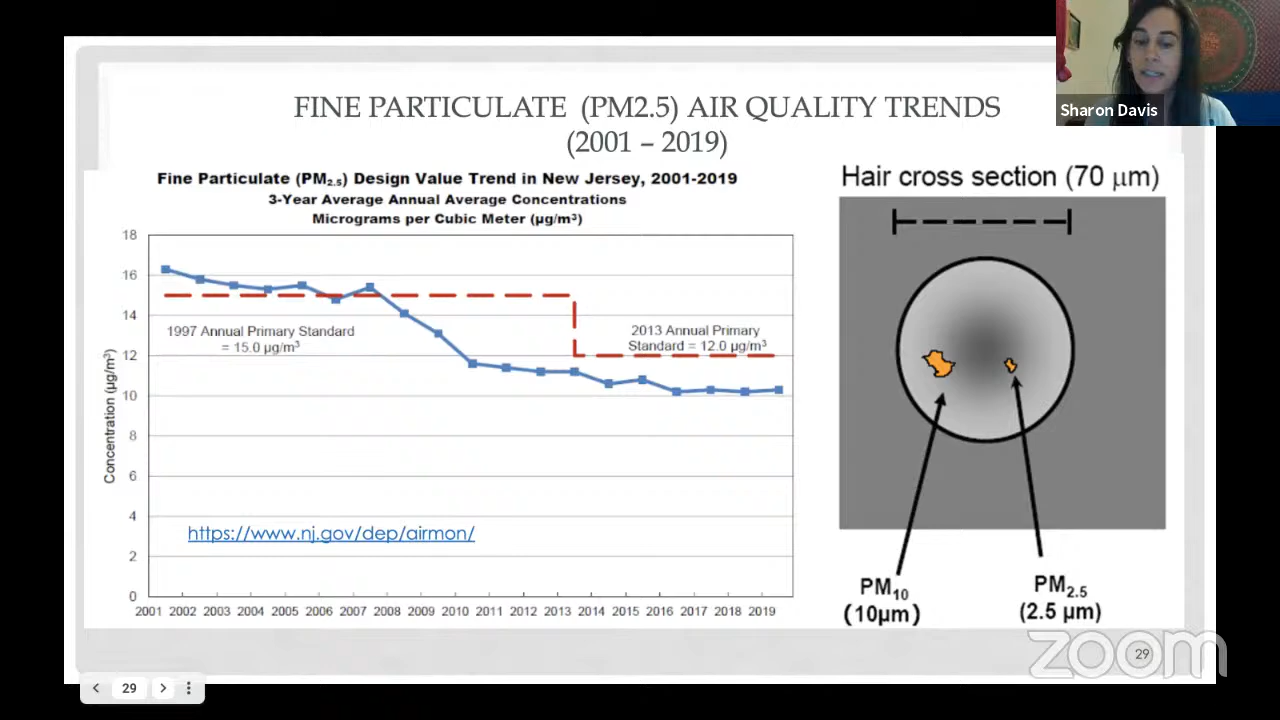 Sharon Davis
FINE PARTICULATE (PM2.5) AIR QUALITY TRENDS
(2001 – 2019)
Fine Particulate (PM2.5) Design Value Trend in New Jersey, 2001-2019
3-Year Average Annual Average Concentrations
Micrograms per Cubic Meter (µg/m³)
Concentration (µg/m³)
18
16
14
12
10
8
6
4
2
0
1997 Annual Primary Standard
= 15.0 µg/m³
2013 Annual Primary
Standard = 12.0 µg/m³
https://www.nj.gov/dep/airmon/
2001 2002 2003 2004 2005 2006 2007 2008 2009 2010 2011 2012 2013 2014 2015 2016 2017 2018 2019
Hair cross section (70 µm)
PM10
(10µm)
PM2.5
(2.5 µm)
29
zoom
29